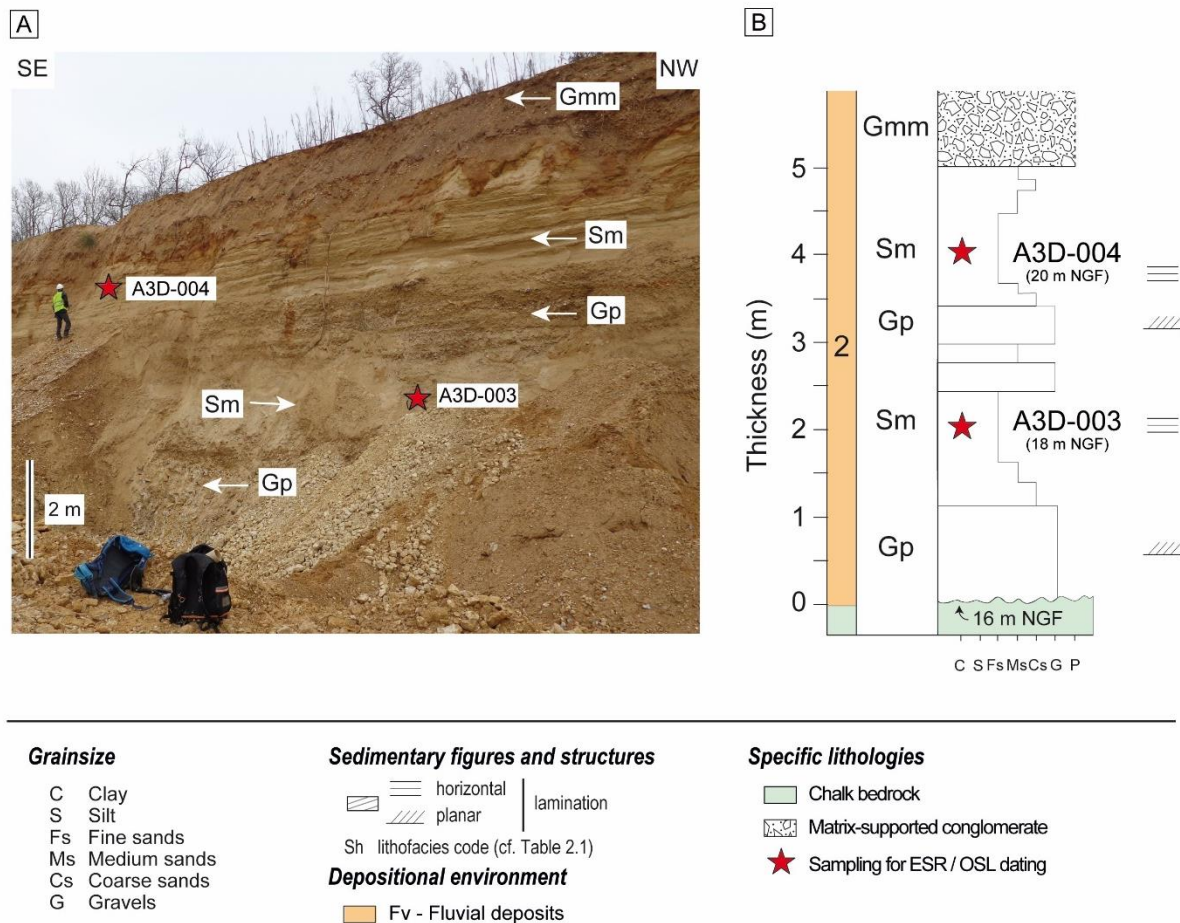 A
SE
NW
Gmm
Sm
A3D-004
Gp
Sm
A3D-003
Gp
2 m
B
Thickness (m)
5
4
3
2
1
0
2
Gmm
Sm
A3D-004
(20 m NGF)
Gp
Sm
A3D-003
(18 m NGF)
Gp
16 m NGF
C S Fs Ms Cs G P
Grainsize
C Clay
S Silt
Fs Fine sands
Ms Medium sands
Cs Coarse sands
G Gravels
Sedimentary figures and structures
horizontal
planar
lamination
Sh lithofacies code (cf. Table 2.1)
Depositional environment
Fv - Fluvial deposits
Specific lithologies
Chalk bedrock
Matrix-supported conglomerate
Sampling for ESR / OSL dating